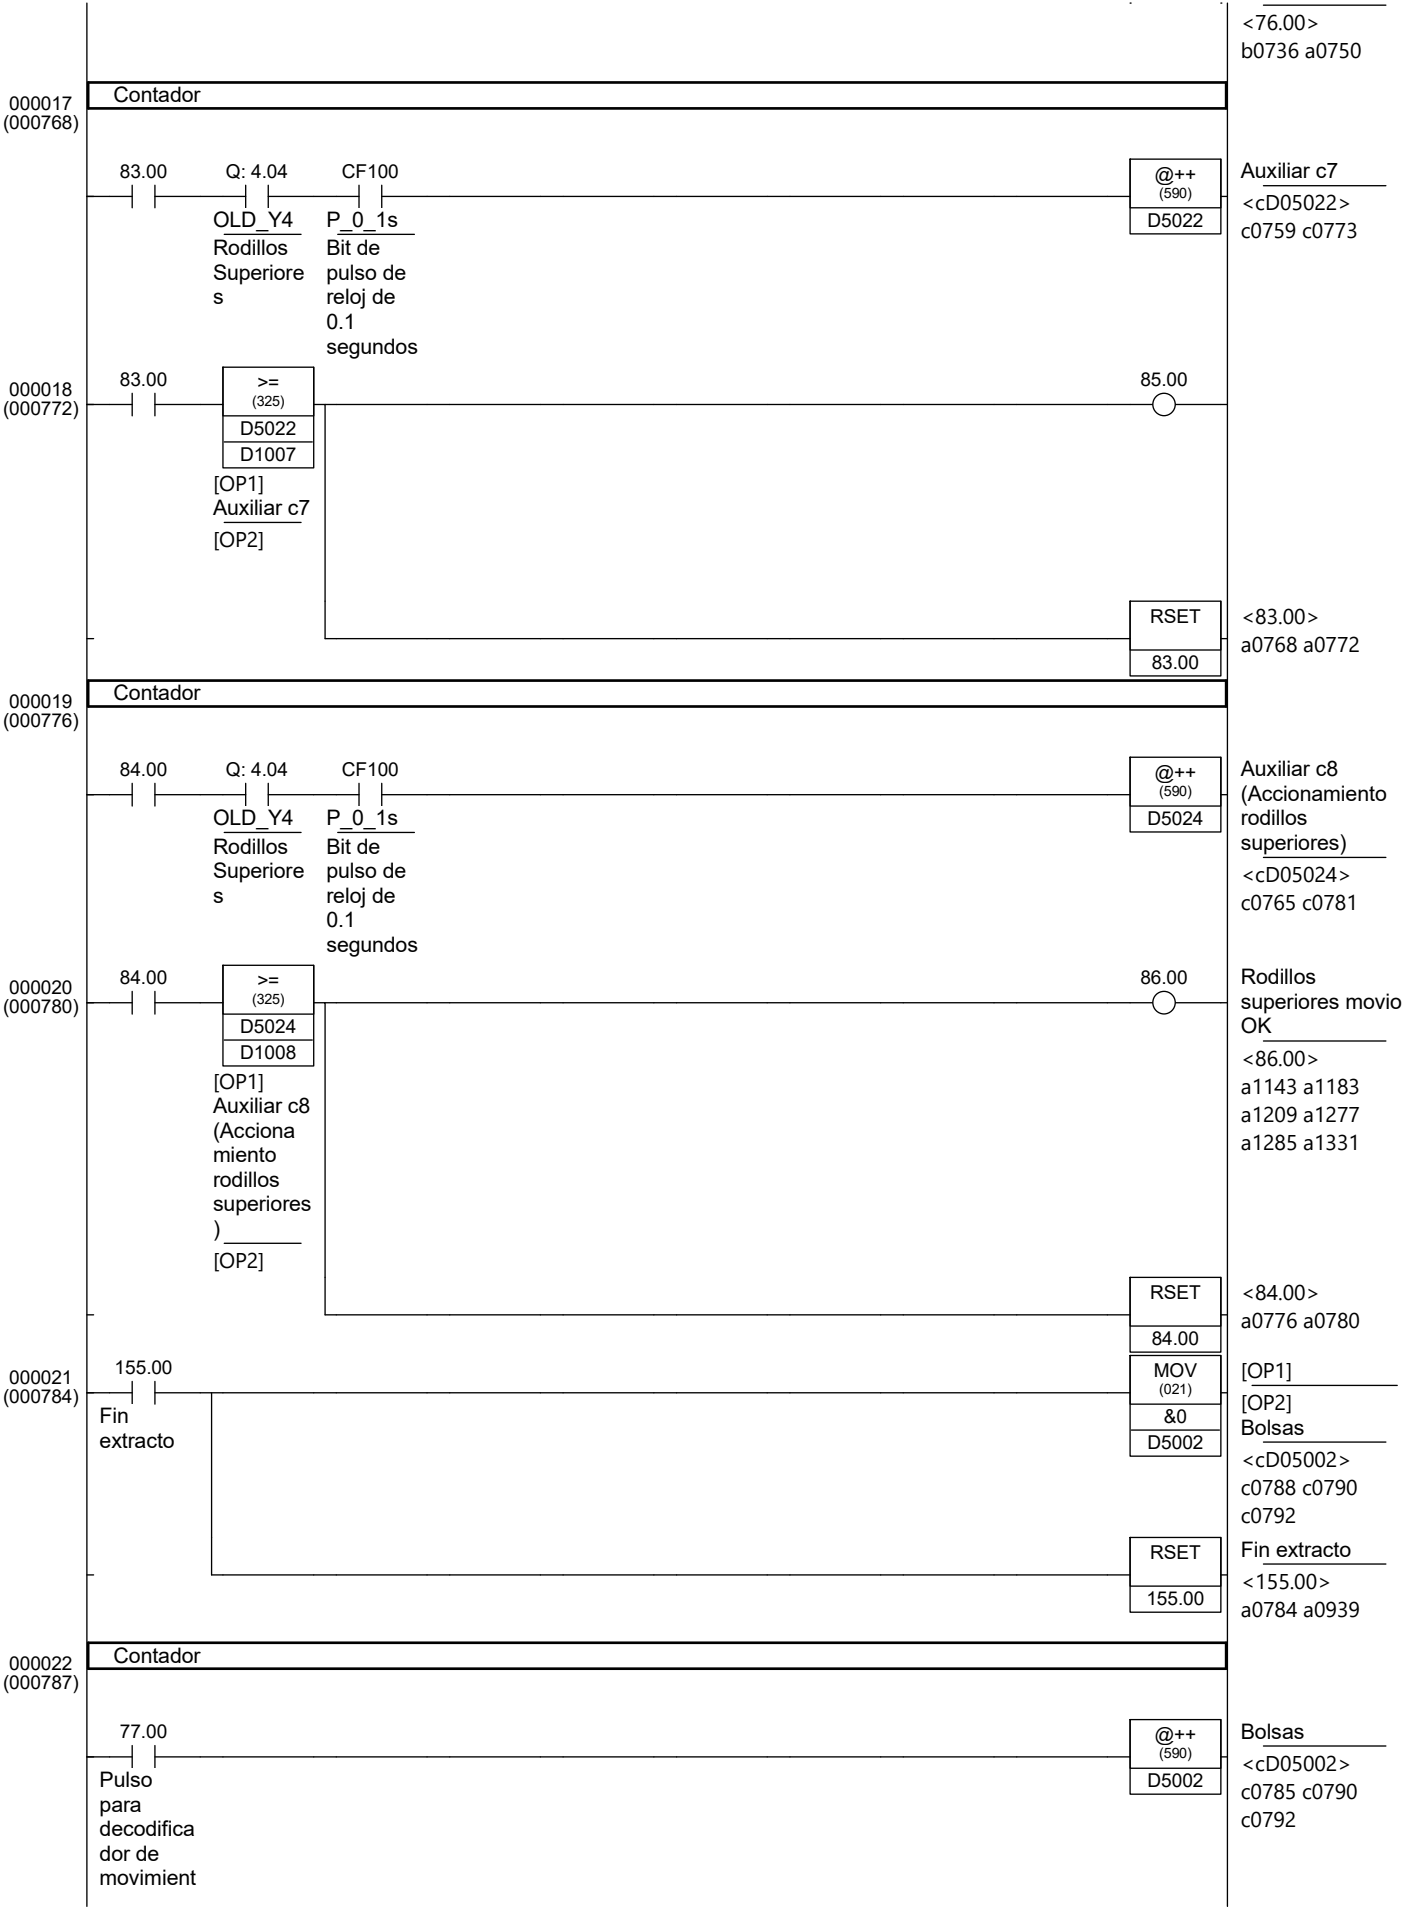 <76.00>
b0736 a0750
000017
(000768)
Contador
83.00
Q: 4.04
CF100
OLD_Y4
P_0_1s
Rodillos
Superiore
s
Bit de
pulso de
reloj de
0.1
segundos
@++
(590)
D5022
Auxiliar c7
<cD05022>
c0759 c0773
000018
(000772)
83.00
>=
(325)
D5022
D1007
[OP1]
Auxiliar c7
[OP2]
85.00
RSET
83.00
<83.00>
a0768 a0772
000019
(000776)
Contador
84.00
Q: 4.04
CF100
OLD_Y4
P_0_1s
Rodillos
Superiore
s
Bit de
pulso de
reloj de
0.1
segundos
@++
(590)
D5024
Auxiliar c8
(Accionamiento
rodillos
superiores)
<cD05024>
c0765 c0781
000020
(000780)
84.00
>=
(325)
D5024
D1008
[OP1]
Auxiliar c8
(Acciona
miento
rodillos
superiores
)
[OP2]
86.00
Rodillos
superiores movio
OK
<86.00>
a1143 a1183
a1209 a1277
a1285 a1331
RSET
84.00
<84.00>
a0776 a0780
000021
(000784)
155.00
Fin
extracto
MOV
(021)
&0
D5002
[OP1]
[OP2]
Bolsas
<cD05002>
c0788 c0790
c0792
RSET
155.00
Fin extracto
<155.00>
a0784 a0939
000022
(000787)
Contador
77.00
Pulso
para
decodifica
dor de
movimient
@++
(590)
D5002
Bolsas
<cD05002>
c0785 c0790
c0792